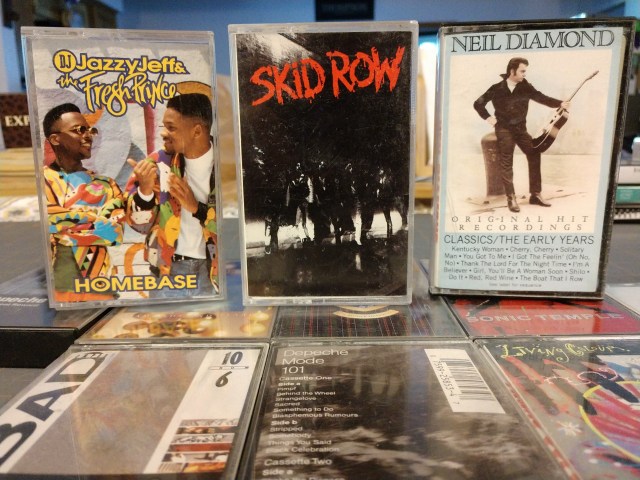 DJ Jazzy Jeff &
the Fresh Prince
HOMEBASE
SKID ROW
NEIL DIAMOND
ORIGINAL HIT
RECORDINGS
CLASSICS/THE EARLY YEARS
Kentucky Woman • Cherry, Cherry • Solitary
Man • You Got To Me • I Got The Feelin' (Oh No,
No) • Thank The Lord For The Night Time • I'm A
Believer • Girl, You'll Be A Woman Soon • Shilo •
Do It • Red, Red Wine • The Boat That I Row
EX
SONIC TEMPLE
BAD
10
6
Depeche
Mode
101
Cassette One
Side a
Pimpf
Behind the Wheel
Strangelove
Sacred
Something to Do
Blasphemous Rumours
Side b
Stripped
Things You Said
Black Celebration
Cassette Two
Living Colour